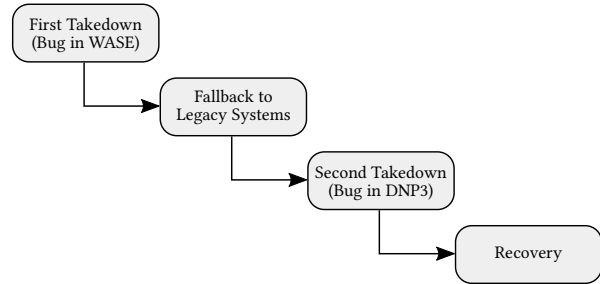 First Takedown
(Bug in WASE)
Fallback to
Legacy Systems
Second Takedown
(Bug in DNP3)
Recovery